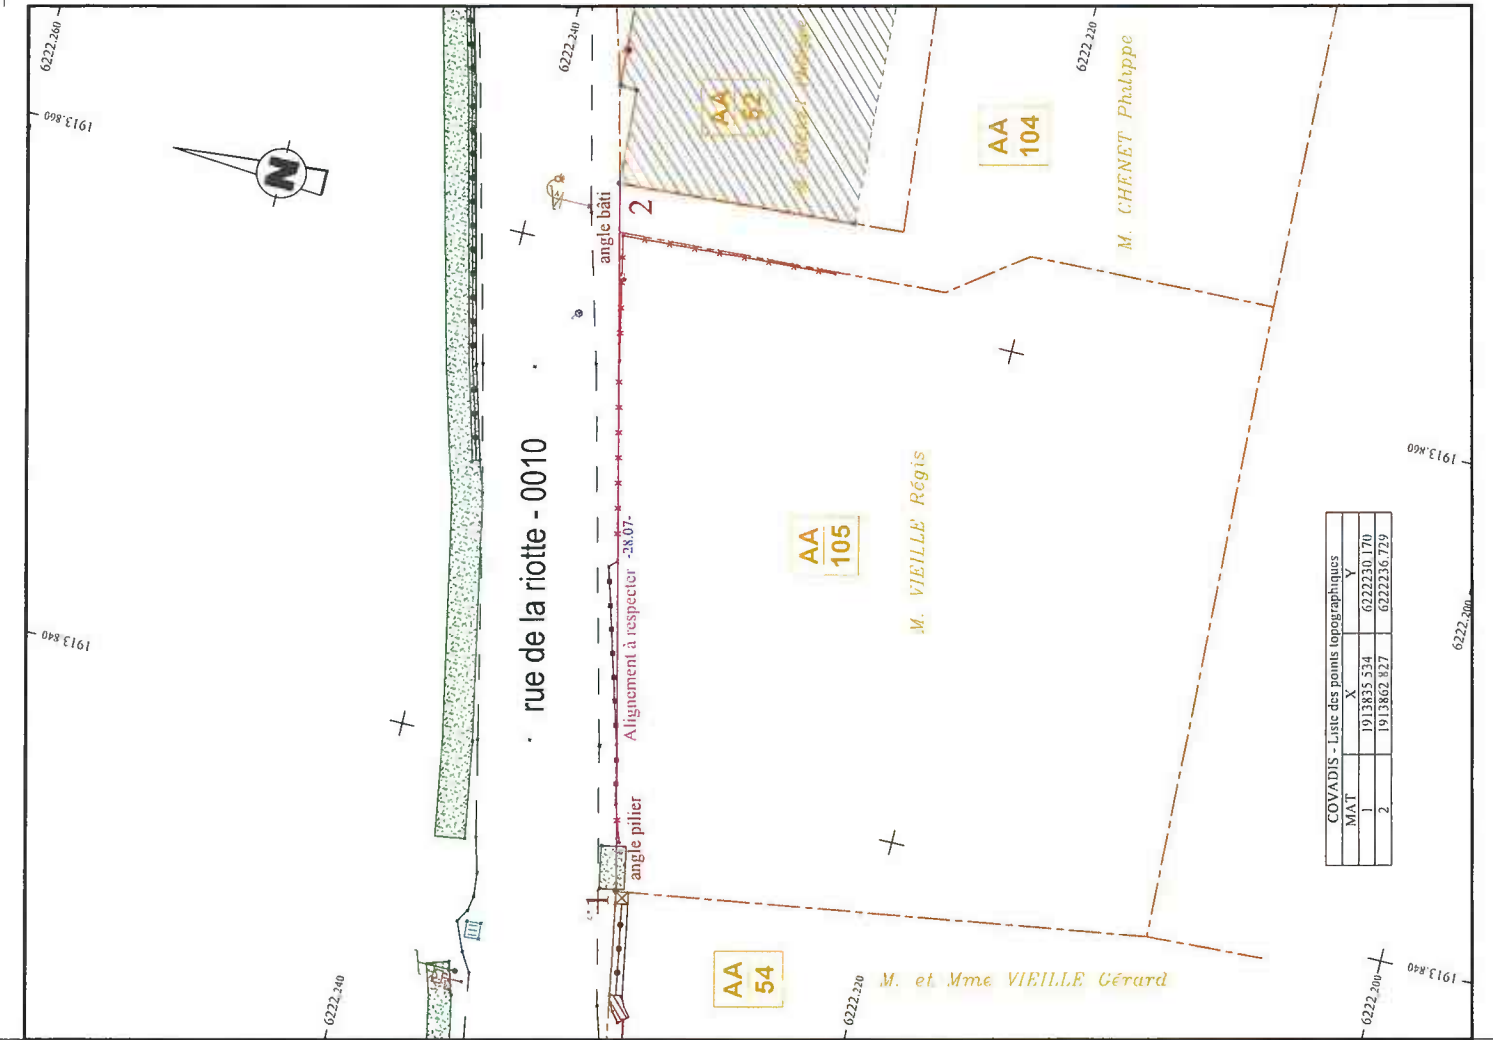 6222.260
6222.240
6222.220
1913.860
AA
52
AA
104
M. CHENET Philippe
angle bâti
2
rue de la riotte - 0010
1913.840
Alignement à respecter -28.07-
AA
105
M. VIEILLE Régis
1913.860
6222.200
angle pilier
1
AA
54
M. et Mme VIEILLE Gérard
6222.240
6222.220
6222.200
1913.840
COVADIS - Liste des points topographiques
MAT X Y
1 1913835.534 6222230.170
2 1913862.827 6222236.729
N